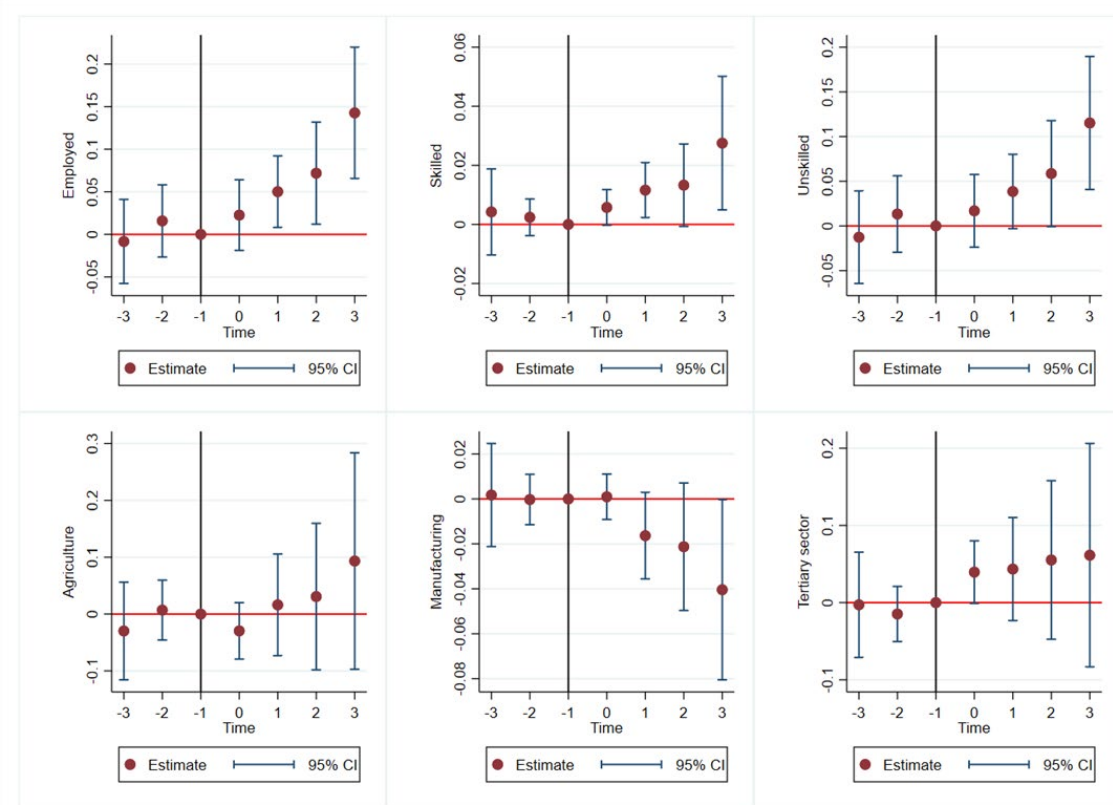 Employed
0.2
0.15
0.1
0.05
0
-0.05
-3 -2 -1 0 1 2 3
Time
Estimate 95% CI
Skilled
0.06
0.04
0.02
0
-0.02
-3 -2 -1 0 1 2 3
Time
Estimate 95% CI
Unskilled
0.2
0.15
0.1
0.05
0
-0.05
-3 -2 -1 0 1 2 3
Time
Estimate 95% CI
Agriculture
0.3
0.2
0.1
0
-0.1
-3 -2 -1 0 1 2 3
Time
Estimate 95% CI
Manufacturing
0.02
0
-0.02
-0.04
-0.06
-0.08
-3 -2 -1 0 1 2 3
Time
Estimate 95% CI
Tertiary sector
0.2
0.1
0
-0.1
-3 -2 -1 0 1 2 3
Time
Estimate 95% CI